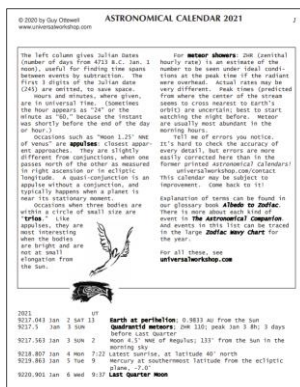 © 2020 by Guy Ottewell
www.universalworkshop.com
ASTRONOMICAL CALENDAR 2021
The left column gives Julian Dates
(number of days from 4713 B.C. Jan. 1
noon), useful for finding time spans
between events by subtraction. The
first 3 digits of the Julian date
(245) are omitted, to save space.
Hours and minutes, where given,
are in Universal Time. (Sometimes
the hour appears as "24" or the
minute as "60," because the instant
was shortly before the end of the day
or hour.)
Occasions such as "Moon 1.25° NNE
of Venus" are appulses: closest appar-
ent approaches. They are slightly
different from conjunctions, when one
passes north of the other as measured
in right ascension or in ecliptic
longitude. A quasi-conjunction is an
appulse without a conjunction, and
typically happens when a planet is
near its stationary moment.
Occasions when three bodies are
within a circle of small size are
"trios." Like
appulses, they are
most interesting
when the bodies
are bright and are
not at small
elongation from
the Sun.
For meteor showers: ZHR (zenithal
hourly rate) is an estimate of the
number to be seen under ideal condi-
tions at the peak time if the radiant
were overhead. Actual rates may be
very different. Peak times (predicted
from where the center of the stream
seems to cross nearest to Earth's
orbit) are uncertain; best to start
watching the night before. Meteors
are usually most abundant in the
morning hours.
Tell me of errors you notice.
It's hard to check the accuracy of
every detail, but errors are more
easily corrected here than in the
former printed Astronomical Calendars!
universalworkshop.com/contact
This calendar may be subject to
improvement. Come back to it!
Explanation of terms can be found in
our glossary book Albedo to Zodiac.
There is more about each kind of
event in The Astronomical Companion.
And events in this list can be traced
in the large Zodiac Wavy Chart for
the year.
For all these, see
universalworkshop.com
2021 UT
9217.043 Jan 2 SAT 13 Earth at perihelion; 0.9833 AU from the Sun
9217.5 Jan 3 SUN Quadrantid meteors; ZHR 110; peak Jan 3 8h; 3 days
before Last Quarter
9217.563 Jan 3 SUN 2 Moon 4.5° NNE of Regulus; 133° from the Sun in the
morning sky
9218.807 Jan 4 Mon 7:22 Latest sunrise, at latitude 40° north
9219.863 Jan 5 Tue 9 Mercury at southernmost latitude from the ecliptic
plane, -7.0°
9220.901 Jan 6 Wed 9:37 Last Quarter Moon